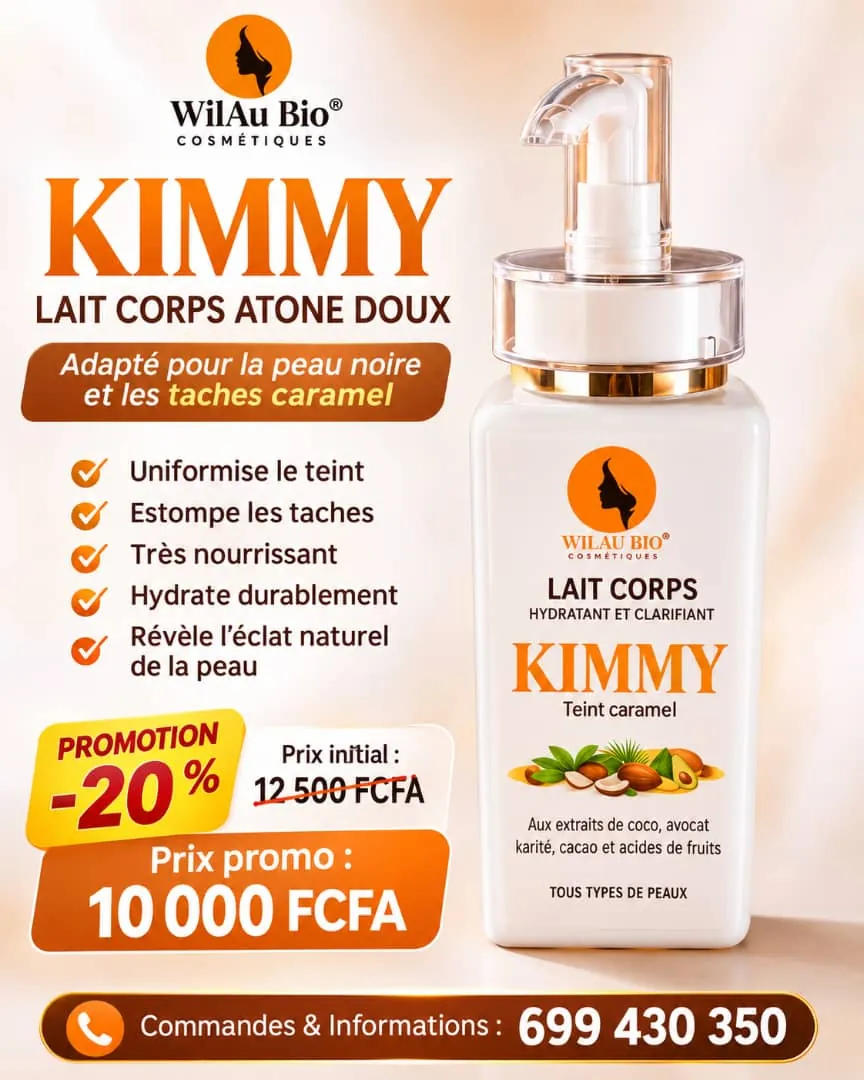 WilAu Bio®
COSMÉTIQUES
KIMMY
LAIT CORPS ATONE DOUX
Adapté pour la peau noire
et les taches caramel
Uniformise le teint
Estompe les taches
Très nourrissant
Hydrate durablement
Révèle l'éclat naturel
de la peau
PROMOTION
-20%
Prix initial :
12 500 FCFA
Prix promo :
10 000 FCFA
WILAU BIO®
COSMÉTIQUES
LAIT CORPS
HYDRATANT ET CLARIFIANT
KIMMY
Teint caramel
Aux extraits de coco, avocat
karité, cacao et acides de fruits
TOUS TYPES DE PEAUX
Commandes & Informations : 699 430 350